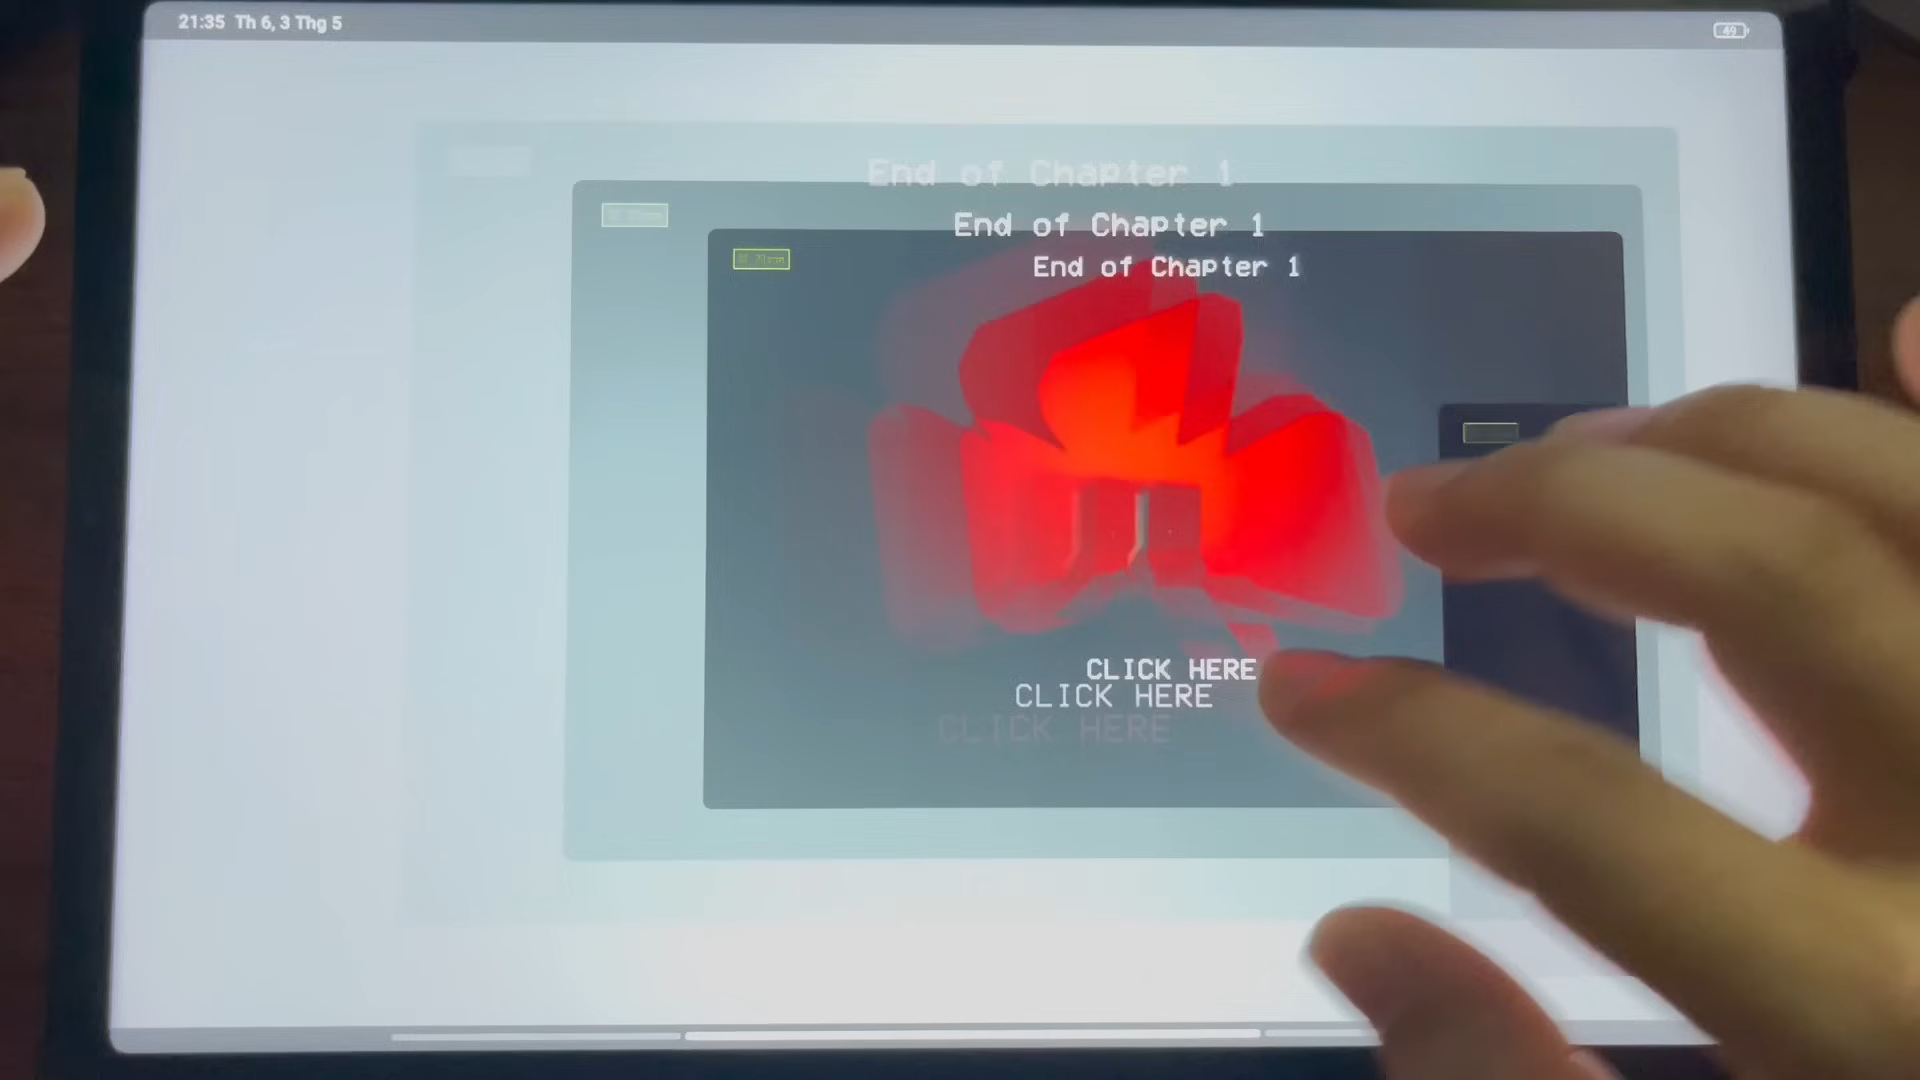 21:35 Th 6, 3 Thg 5
49
End of Chapter 1
End of Chapter 1
End of Chapter 1
CLICK HERE
CLICK HERE
CLICK HERE